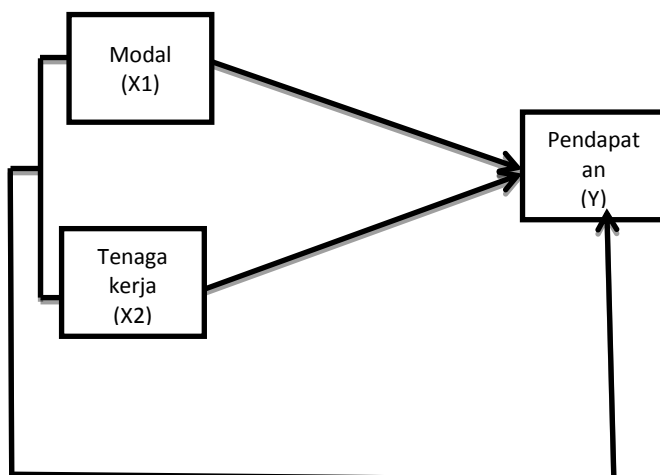 Modal
(X1)
Pendapat
an
(Y)
Tenaga
kerja
(X2)